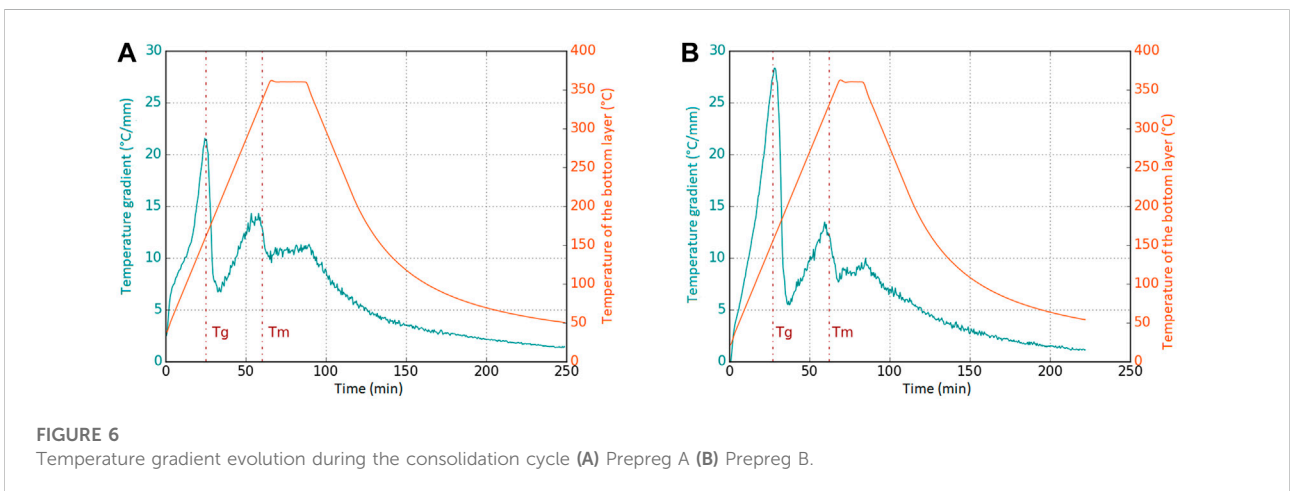 A
30
25
20
15
10
5
0
Temperature gradient (°C/mm)
400
350
300
250
200
150
100
50
0
Temperature of the bottom layer (°C)
Tg
Tm
0 50 100 150 200 250
Time (min)
B
30
25
20
15
10
5
0
Temperature gradient (°C/mm)
400
350
300
250
200
150
100
50
0
Temperature of the bottom layer (°C)
Tg
Tm
0 50 100 150 200 250
Time (min)
FIGURE 6
Temperature gradient evolution during the consolidation cycle (A) Prepreg A (B) Prepreg B.